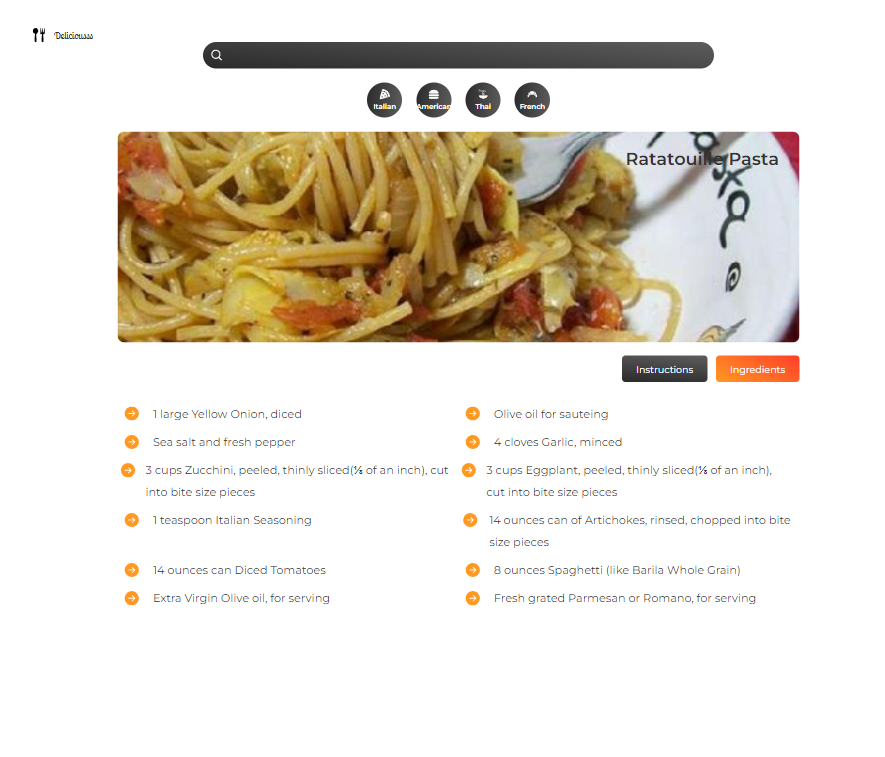 Deliciousss
Italian
American
Thai
French
Ratatouille Pasta
Instructions
Ingredients
1 large Yellow Onion, diced
Olive oil for sauteing
Sea salt and fresh pepper
4 cloves Garlic, minced
3 cups Zucchini, peeled, thinly sliced(⅛ of an inch), cut
into bite size pieces
3 cups Eggplant, peeled, thinly sliced(⅛ of an inch),
cut into bite size pieces
1 teaspoon Italian Seasoning
14 ounces can of Artichokes, rinsed, chopped into bite
size pieces
14 ounces can Diced Tomatoes
8 ounces Spaghetti (like Barila Whole Grain)
Extra Virgin Olive oil, for serving
Fresh grated Parmesan or Romano, for serving